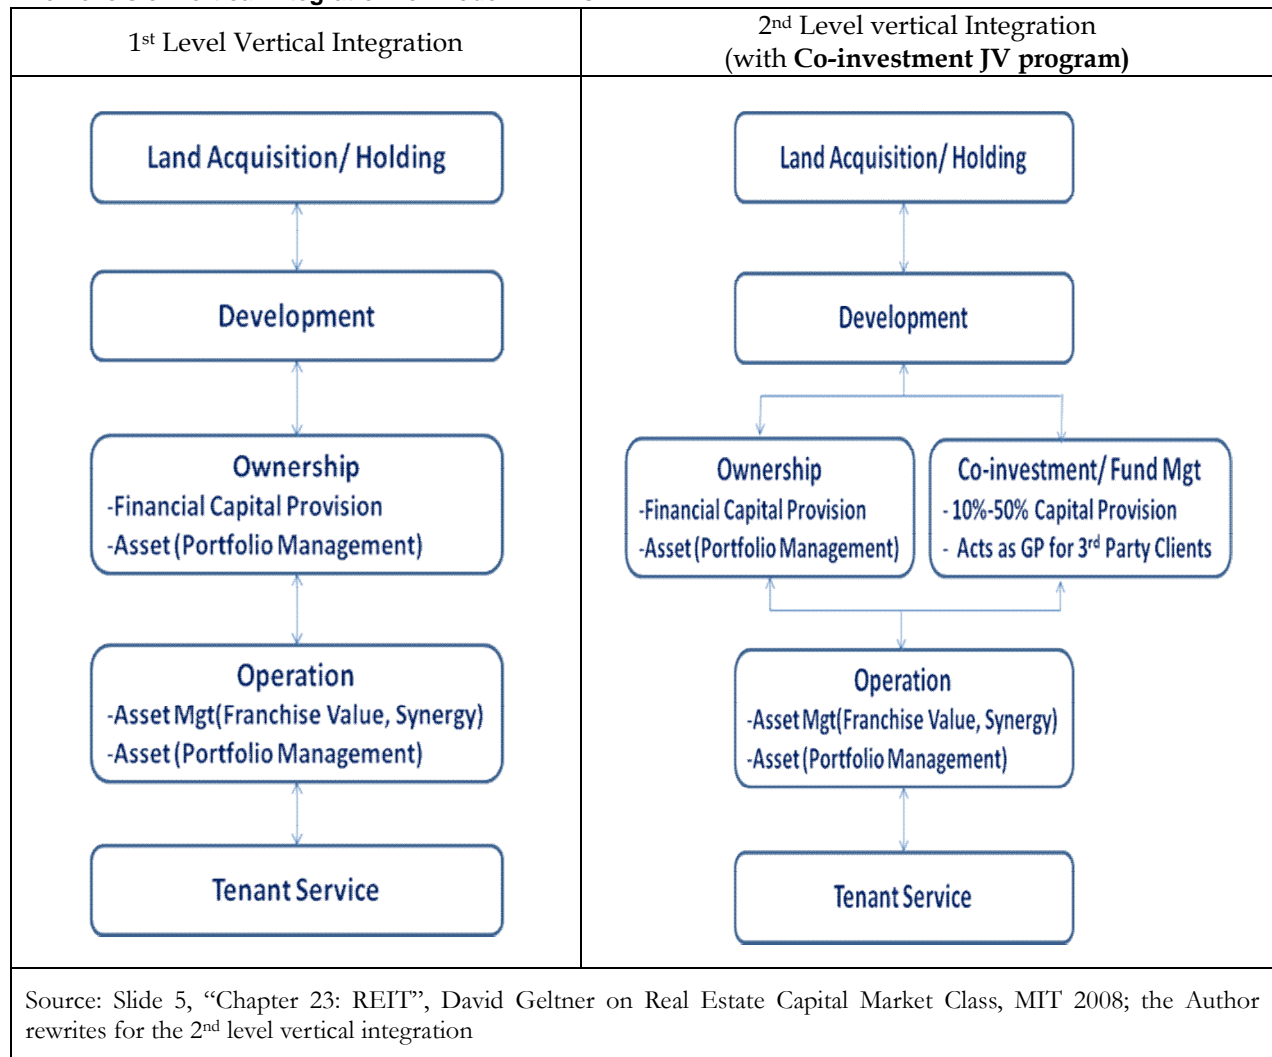 1st Level Vertical Integration
2nd Level vertical Integration
(with Co-investment JV program)
Land Acquisition/ Holding
Development
Ownership
-Financial Capital Provision
-Asset (Portfolio Management)
Operation
-Asset Mgt(Franchise Value, Synergy)
-Asset (Portfolio Management)
Tenant Service
Land Acquisition/ Holding
Development
Ownership
-Financial Capital Provision
-Asset (Portfolio Management)
Co-investment/ Fund Mgt
- 10%-50% Capital Provision
- Acts as GP for 3rd Party Clients
Operation
-Asset Mgt(Franchise Value, Synergy)
-Asset (Portfolio Management)
Tenant Service
Source: Slide 5, “Chapter 23: REIT”, David Geltner on Real Estate Capital Market Class, MIT 2008; the Author
rewrites for the 2nd level vertical integration